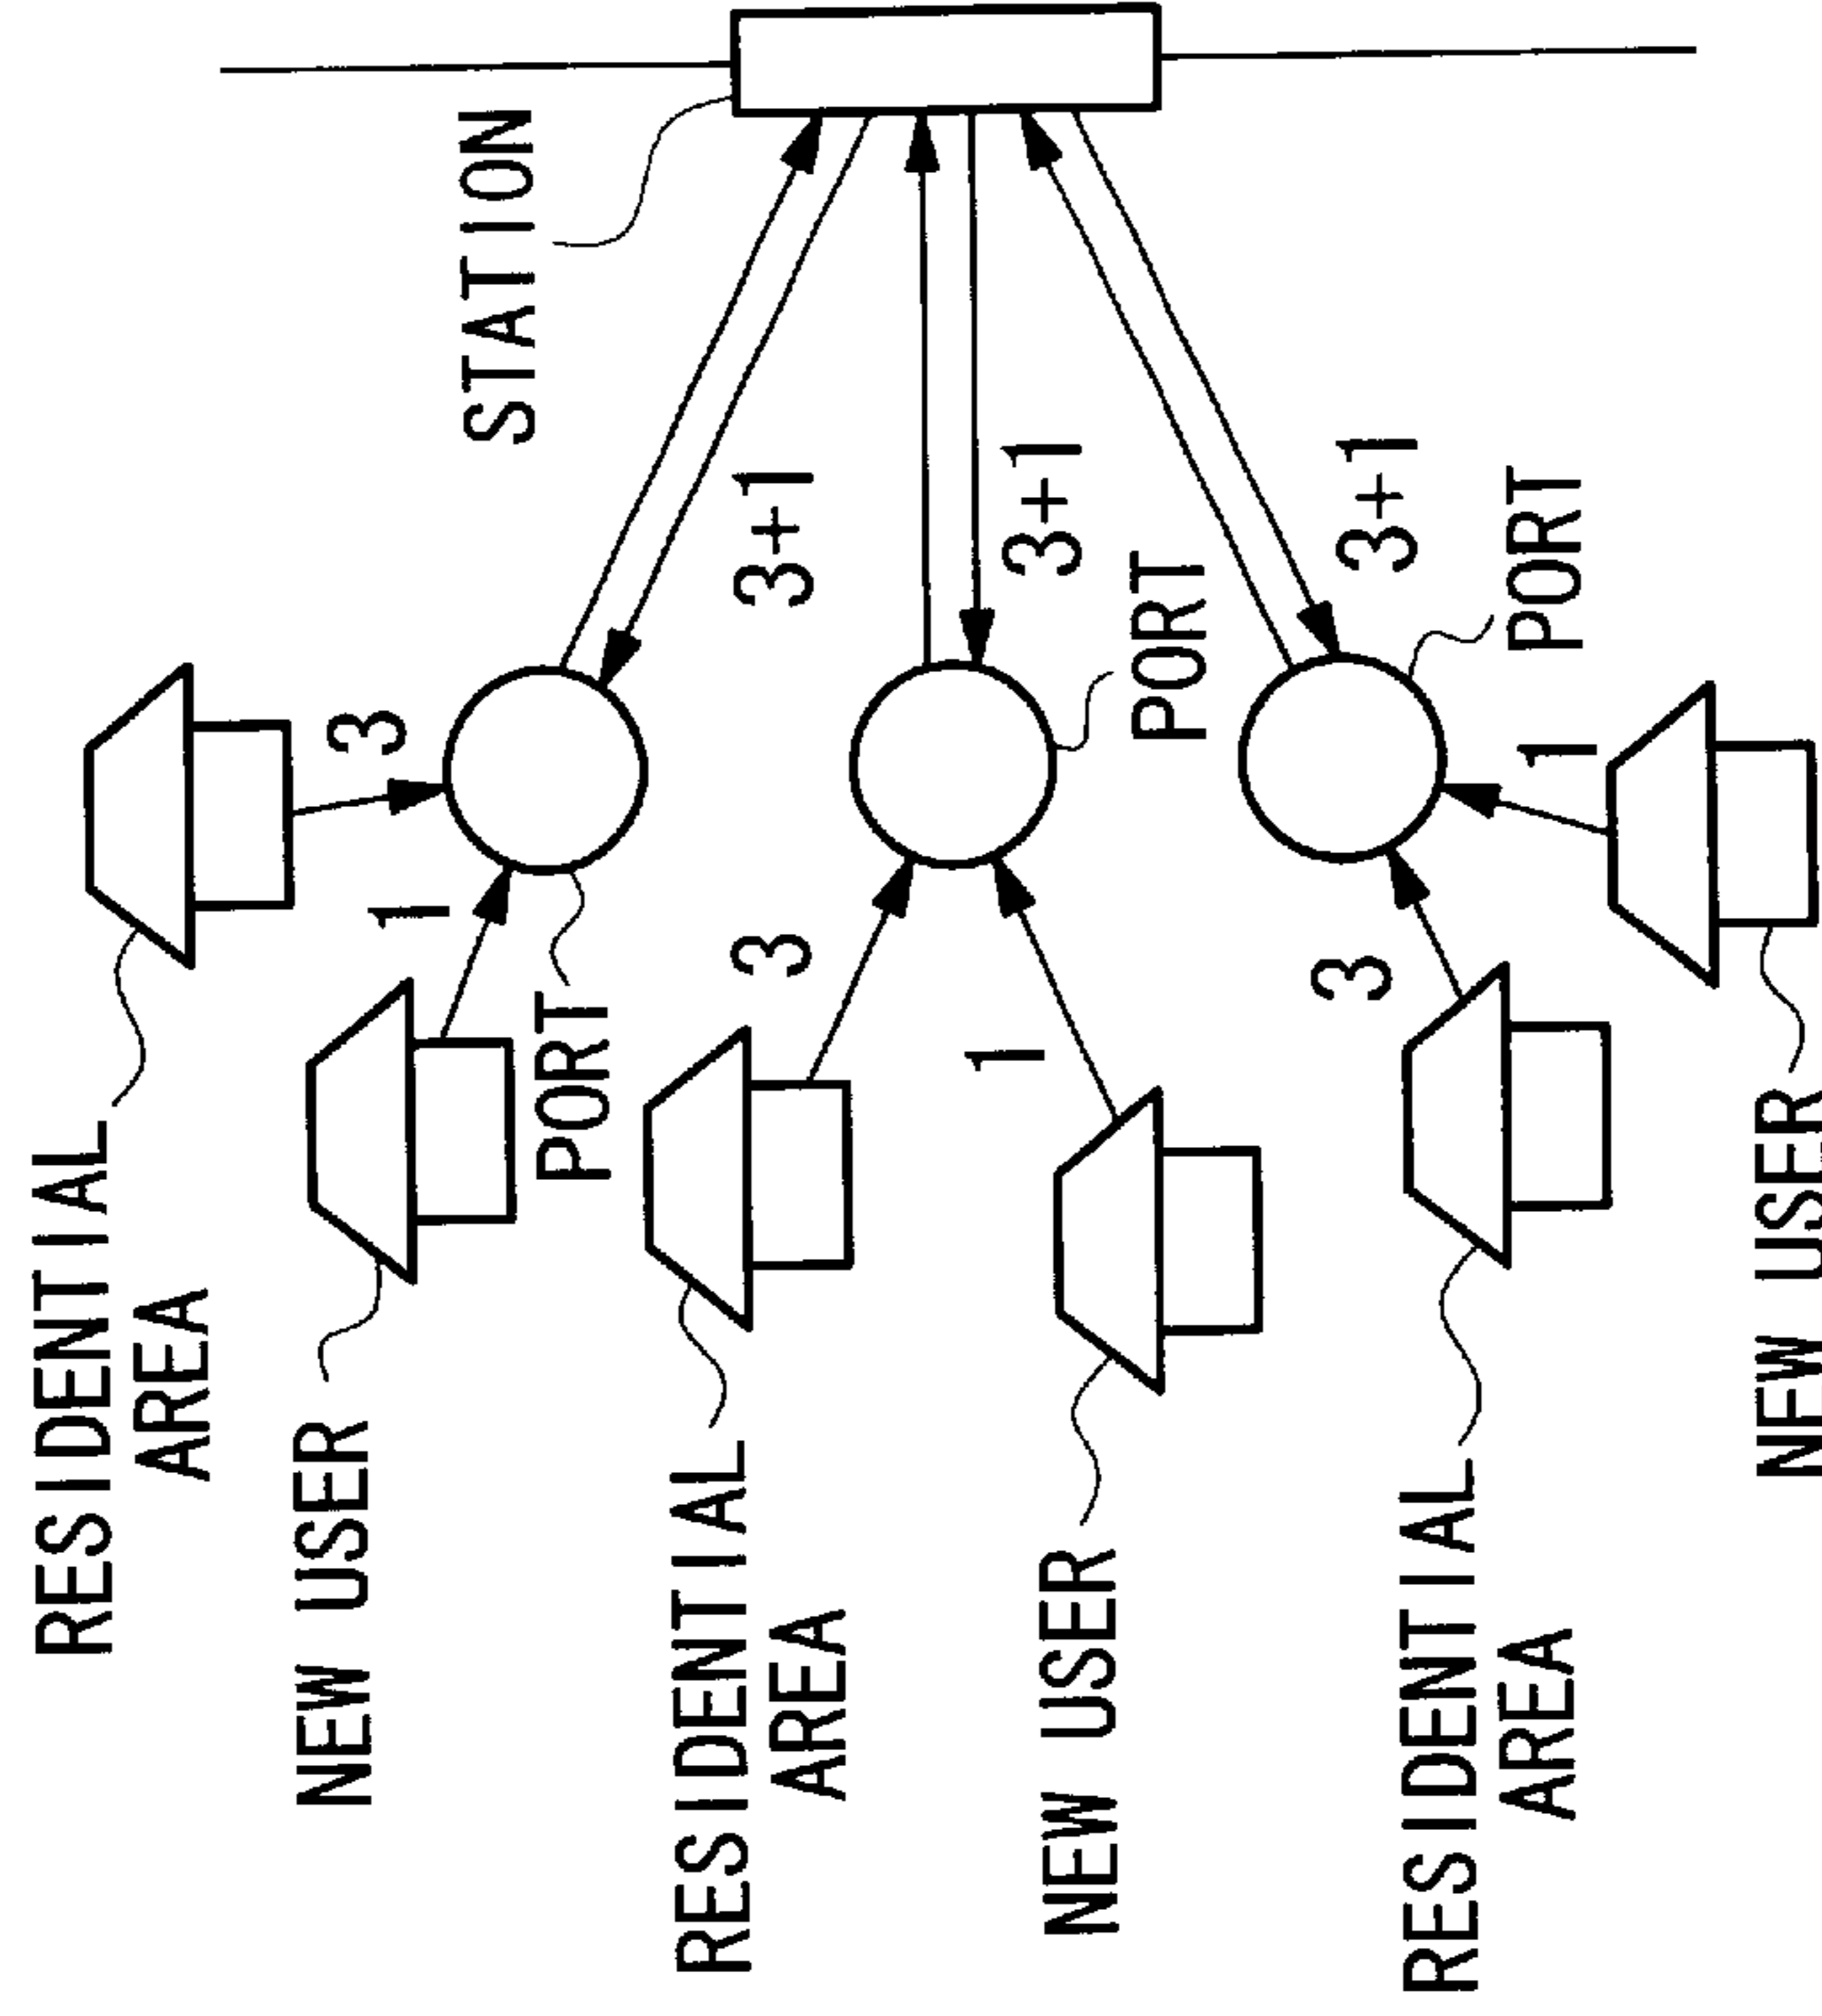 RESIDENTIAL
AREA
3
NEW USER
1
PORT
STATION
3+1
RESIDENTIAL
AREA
3
3+1
PORT
NEW USER
1
RESIDENTIAL
AREA
3
3+1
PORT
1
NEW USER